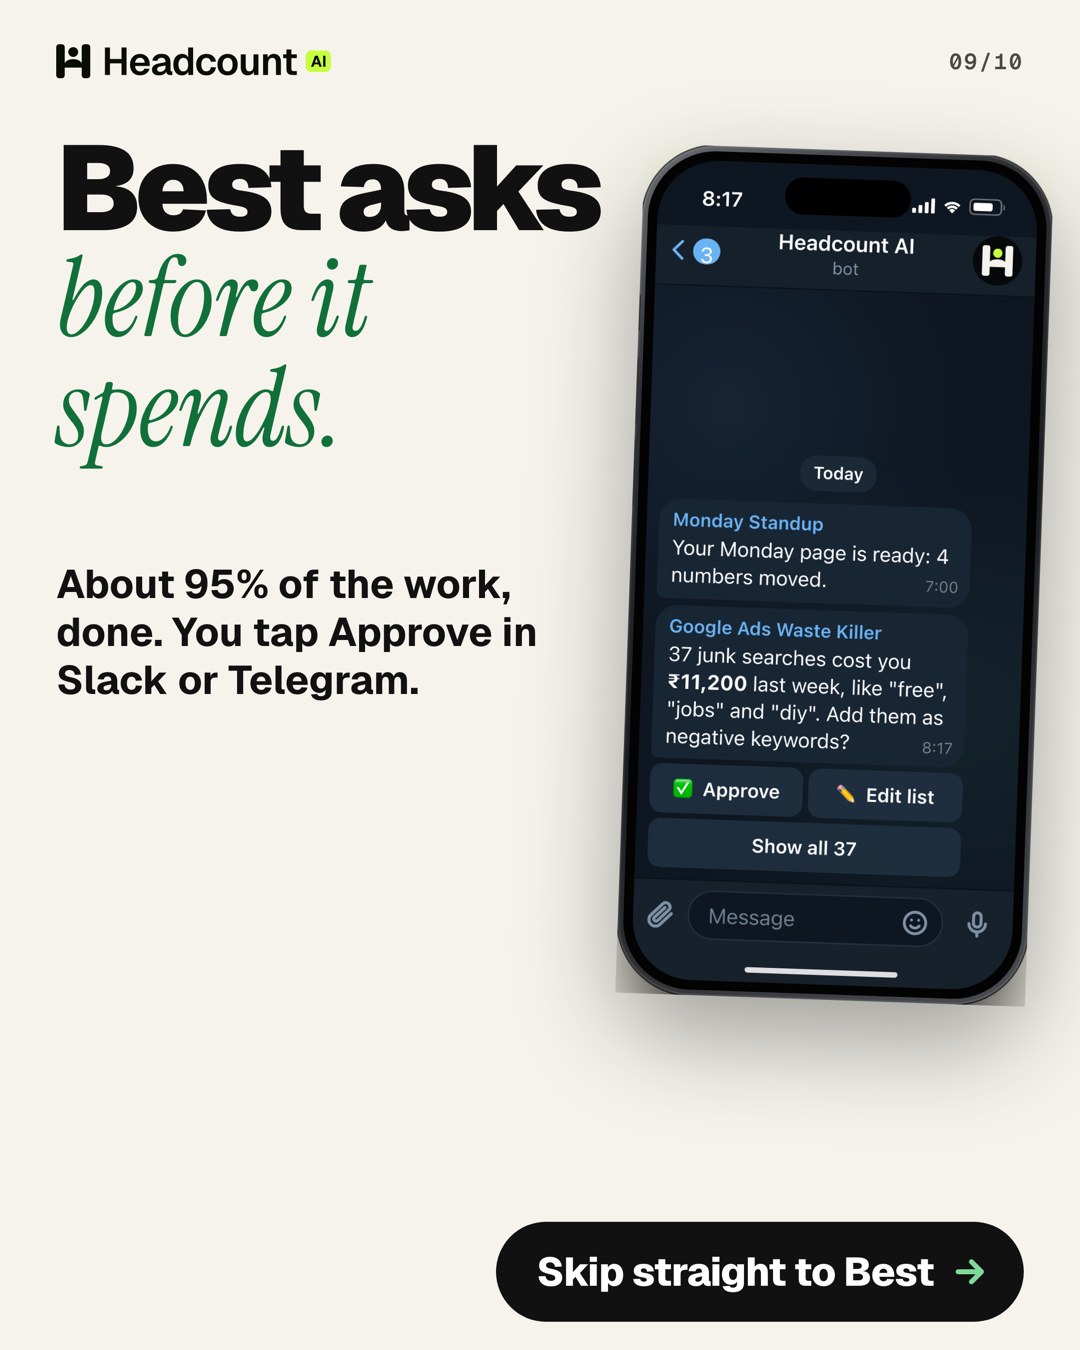 Headcount AI
09/10
Best asks
before it
spends.
About 95% of the work,
done. You tap Approve in
Slack or Telegram.
8:17
3
Headcount AI
bot
Today
Monday Standup
Your Monday page is ready: 4
numbers moved.
7:00
Google Ads Waste Killer
37 junk searches cost you
₹11,200 last week, like "free",
"jobs" and "diy". Add them as
negative keywords?
8:17
✅ Approve
✏️ Edit list
Show all 37
Message
Skip straight to Best →